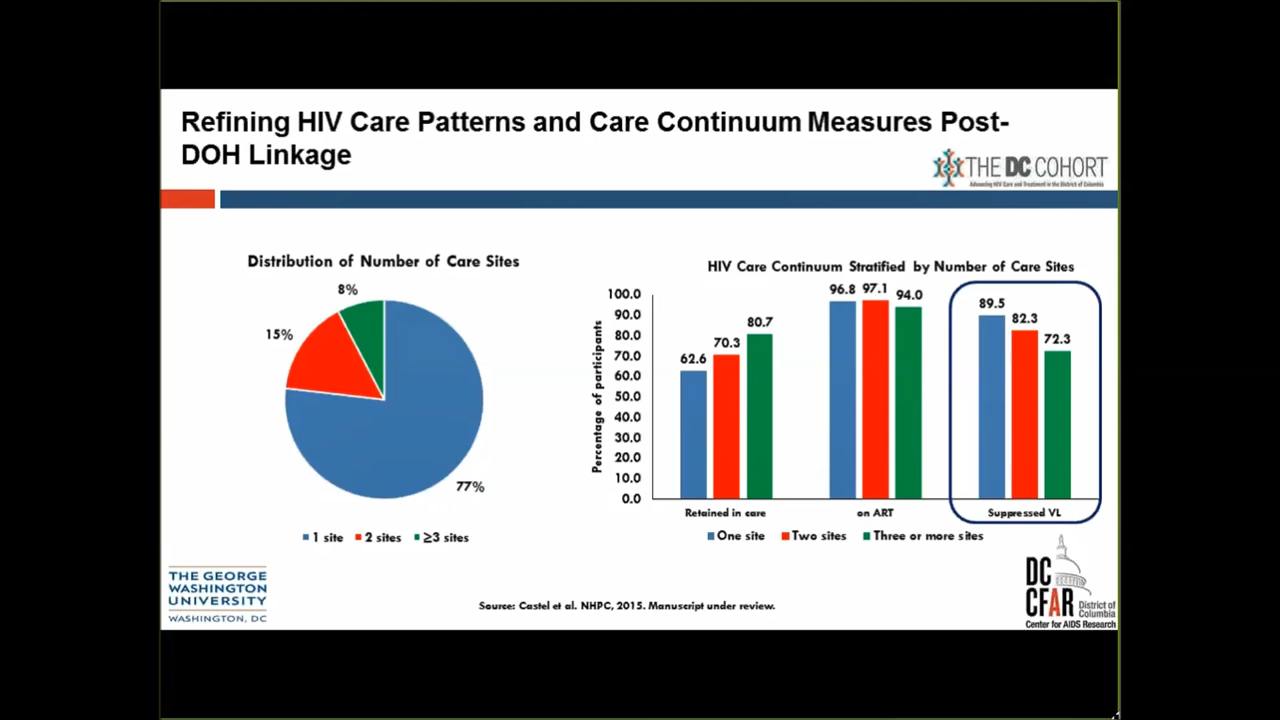 Refining HIV Care Patterns and Care Continuum Measures Post-
DOH Linkage
THE DC COHORT
Advancing HIV Care and Treatment in the District of Columbia
Distribution of Number of Care Sites
8%
15%
77%
1 site 2 sites ≥3 sites
HIV Care Continuum Stratified by Number of Care Sites
Percentage of participants
100.0
90.0
80.0
70.0
60.0
50.0
40.0
30.0
20.0
10.0
0.0
62.6
70.3
80.7
96.8
97.1
94.0
89.5
82.3
72.3
Retained in care
on ART
Suppressed VL
One site Two sites Three or more sites
THE GEORGE
WASHINGTON
UNIVERSITY
WASHINGTON, DC
Source: Castel et al. NHPC, 2015. Manuscript under review.
DC
CFAR
District of
Columbia
Center for AIDS Research